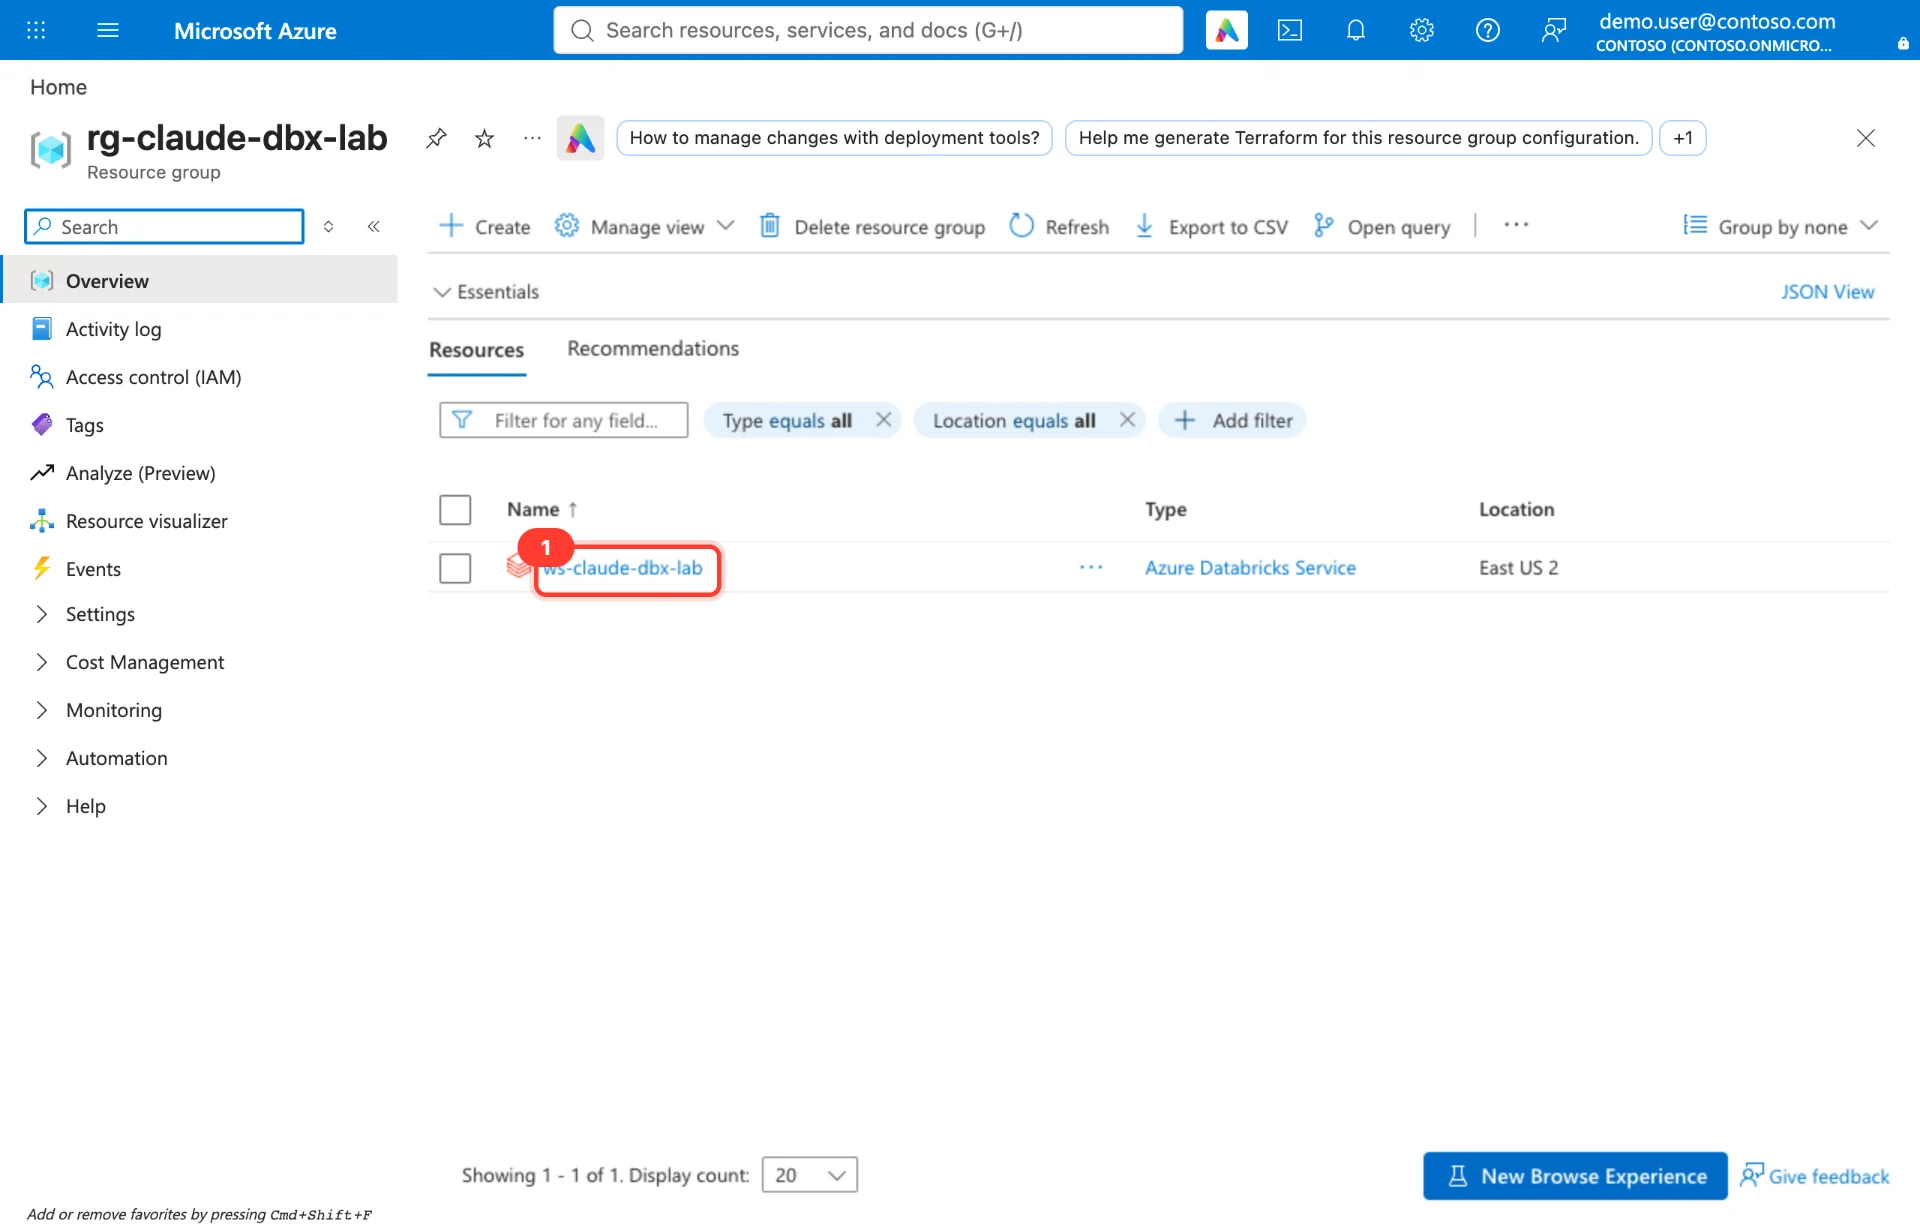 Microsoft Azure
Search resources, services, and docs (G+/)
demo.user@contoso.com
CONTOSO (CONTOSO.ONMICRO...
Home
rg-claude-dbx-lab
Resource group
How to manage changes with deployment tools?
Help me generate Terraform for this resource group configuration.
+1
Search
Create
Manage view
Delete resource group
Refresh
Export to CSV
Open query
Group by none
Overview
Activity log
Access control (IAM)
Tags
Analyze (Preview)
Resource visualizer
Events
Settings
Cost Management
Monitoring
Automation
Help
Essentials
JSON View
Resources
Recommendations
Filter for any field...
Type equals all
Location equals all
Add filter
Name ↑
Type
Location
1
ws-claude-dbx-lab
Azure Databricks Service
East US 2
Showing 1 - 1 of 1. Display count:
20
New Browse Experience
Give feedback
Add or remove favorites by pressing Cmd+Shift+F